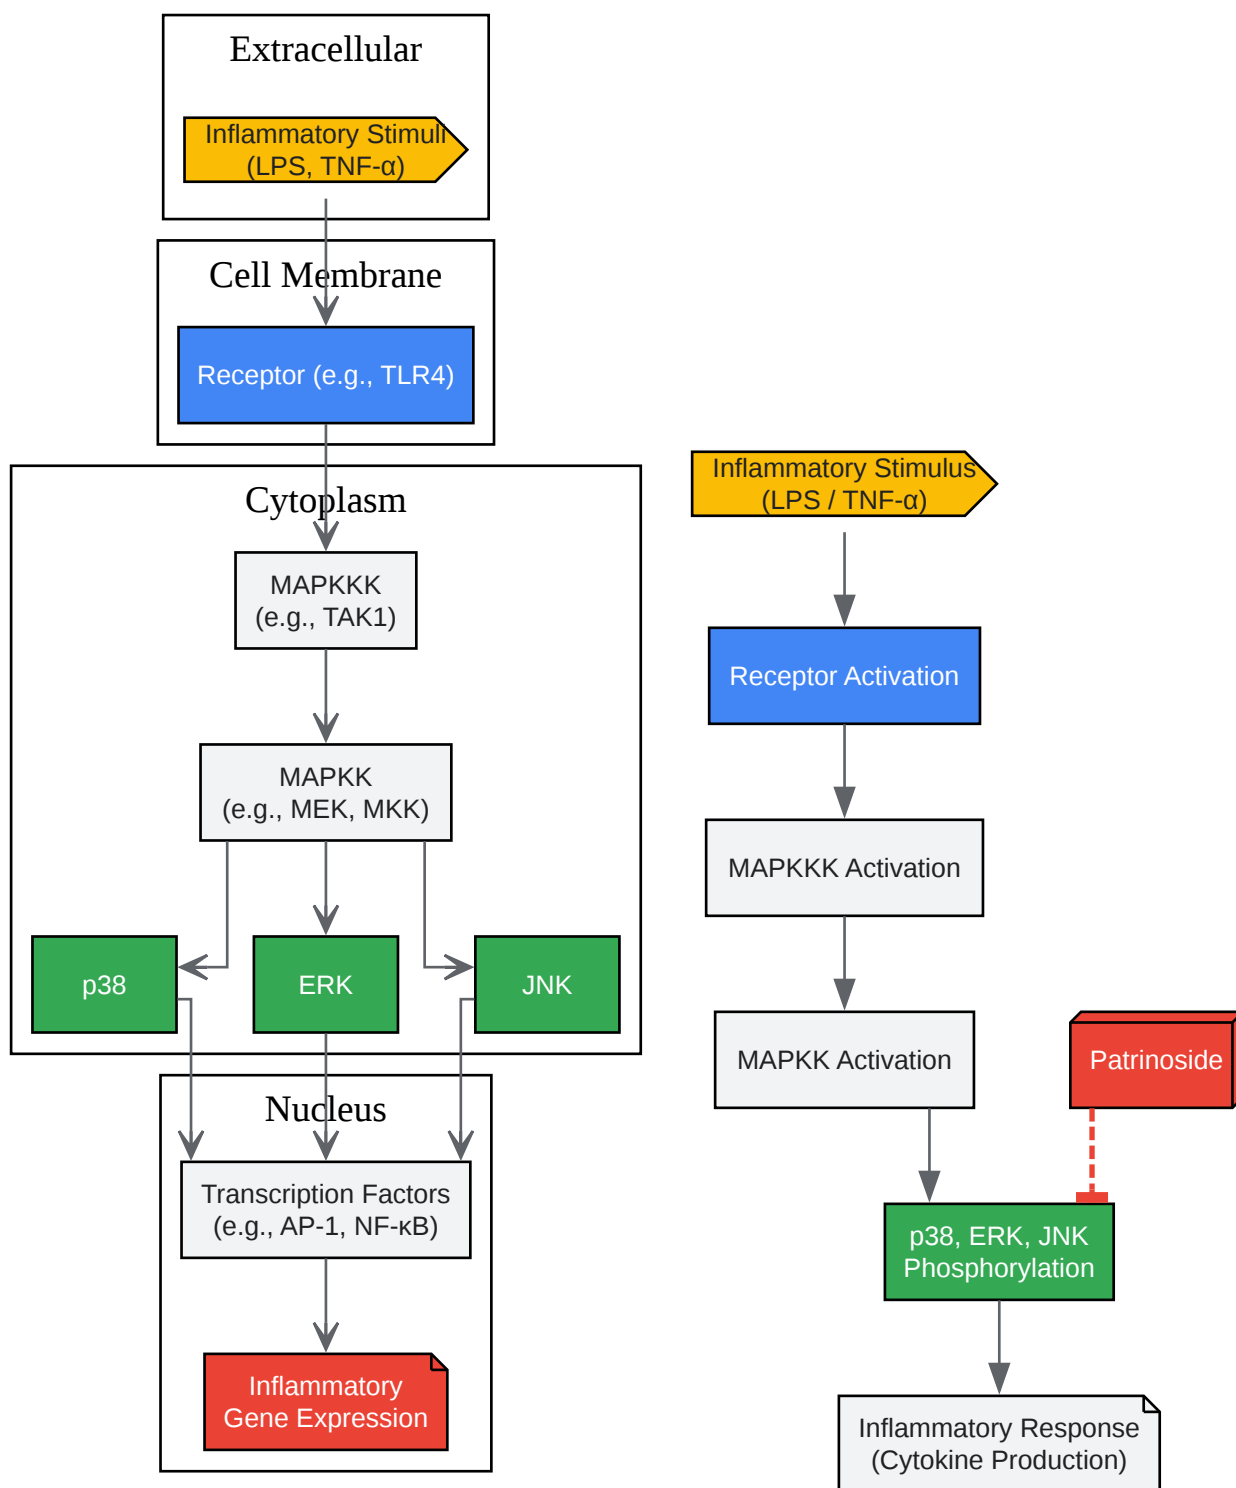 Extracellular
Inflammatory Stimuli
(LPS, TNF-α)
Cell Membrane
Receptor (e.g., TLR4)
Cytoplasm
MAPKKK
(e.g., TAK1)
MAPKK
(e.g., MEK, MKK)
p38
ERK
JNK
Nucleus
Transcription Factors
(e.g., AP-1, NF-κB)
Inflammatory
Gene Expression
Inflammatory Stimulus
(LPS / TNF-α)
Receptor Activation
MAPKKK Activation
MAPKK Activation
Patrinoside
p38, ERK, JNK
Phosphorylation
Inflammatory Response
(Cytokine Production)